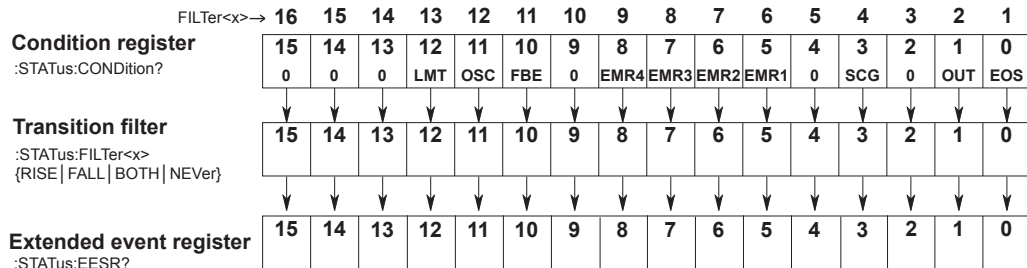 FILTer<x>→ 16 15 14 13 12 11 10 9 8 7 6 5 4 3 2 1
Condition register
:STATus:CONDition?
15 14 13 12 11 10 9 8 7 6 5 4 3 2 1 0
0 0 0 LMT OSC FBE 0 EMR4 EMR3 EMR2 EMR1 0 SCG 0 OUT EOS
Transition filter
:STATus:FILTer<x>
{RISE|FALL|BOTH|NEVer}
15 14 13 12 11 10 9 8 7 6 5 4 3 2 1 0
Extended event register
:STATus:EESR?
15 14 13 12 11 10 9 8 7 6 5 4 3 2 1 0